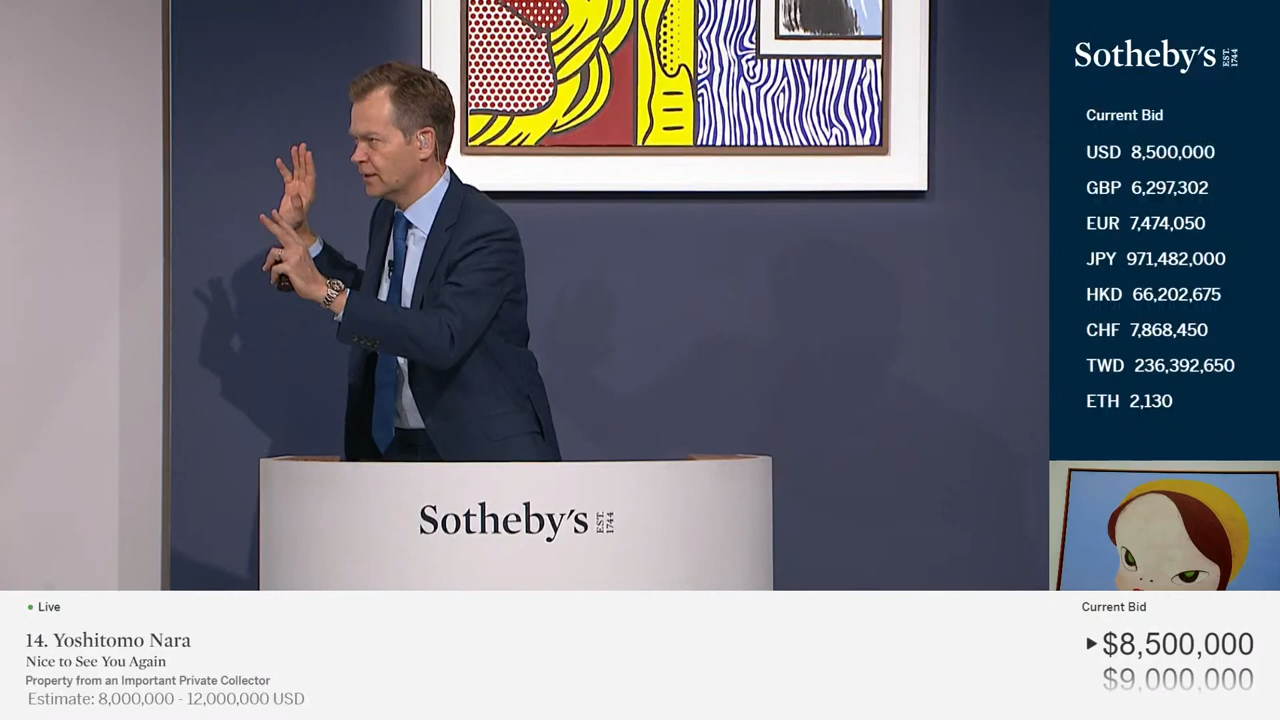 Sotheby's EST. 1744
Current Bid
USD 8,500,000
GBP 6,297,302
EUR 7,474,050
JPY 971,482,000
HKD 66,202,675
CHF 7,868,450
TWD 236,392,650
ETH 2,130
Sotheby's EST. 1744
Live
Current Bid
14. Yoshitomo Nara
Nice to See You Again
Property from an Important Private Collector
Estimate: 8,000,000 - 12,000,000 USD
$8,500,000
$9,000,000